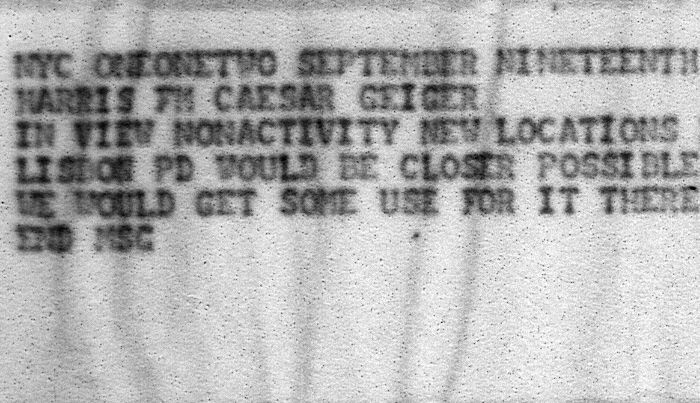 NYC ONEONETWO SEPTEMBER NINETEENTH
HARRIS FM CAESAR GEIGER
IN VIEW NONACTIVITY NEW LOCATIONS
LISBON PD WOULD BE CLOSER POSSIBLE
WE WOULD GET SOME USE FOR IT THERE
END MSG